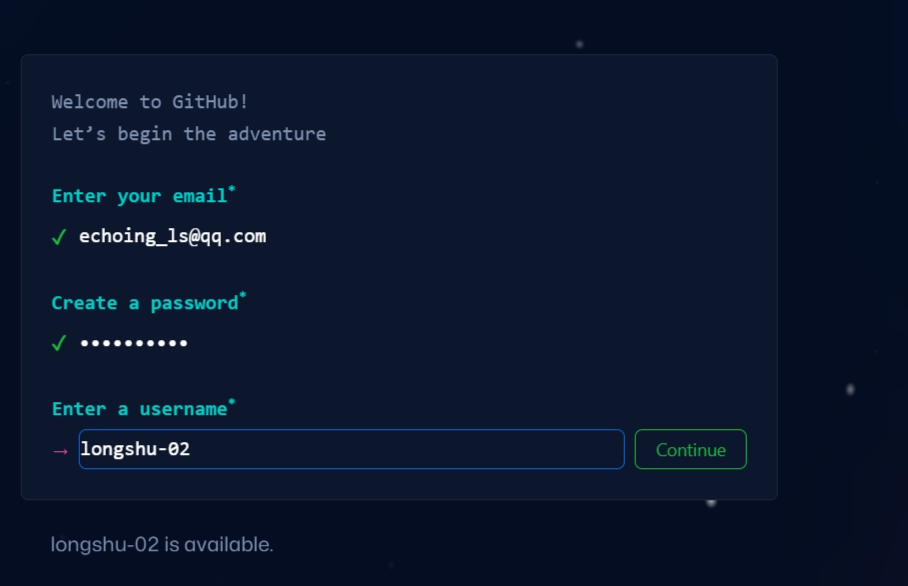 Welcome to GitHub!
Let’s begin the adventure
Enter your email*
✓ echoing_ls@qq.com
Create a password*
✓ ••••••••••
Enter a username*
→ longshu-02 Continue
longshu-02 is available.